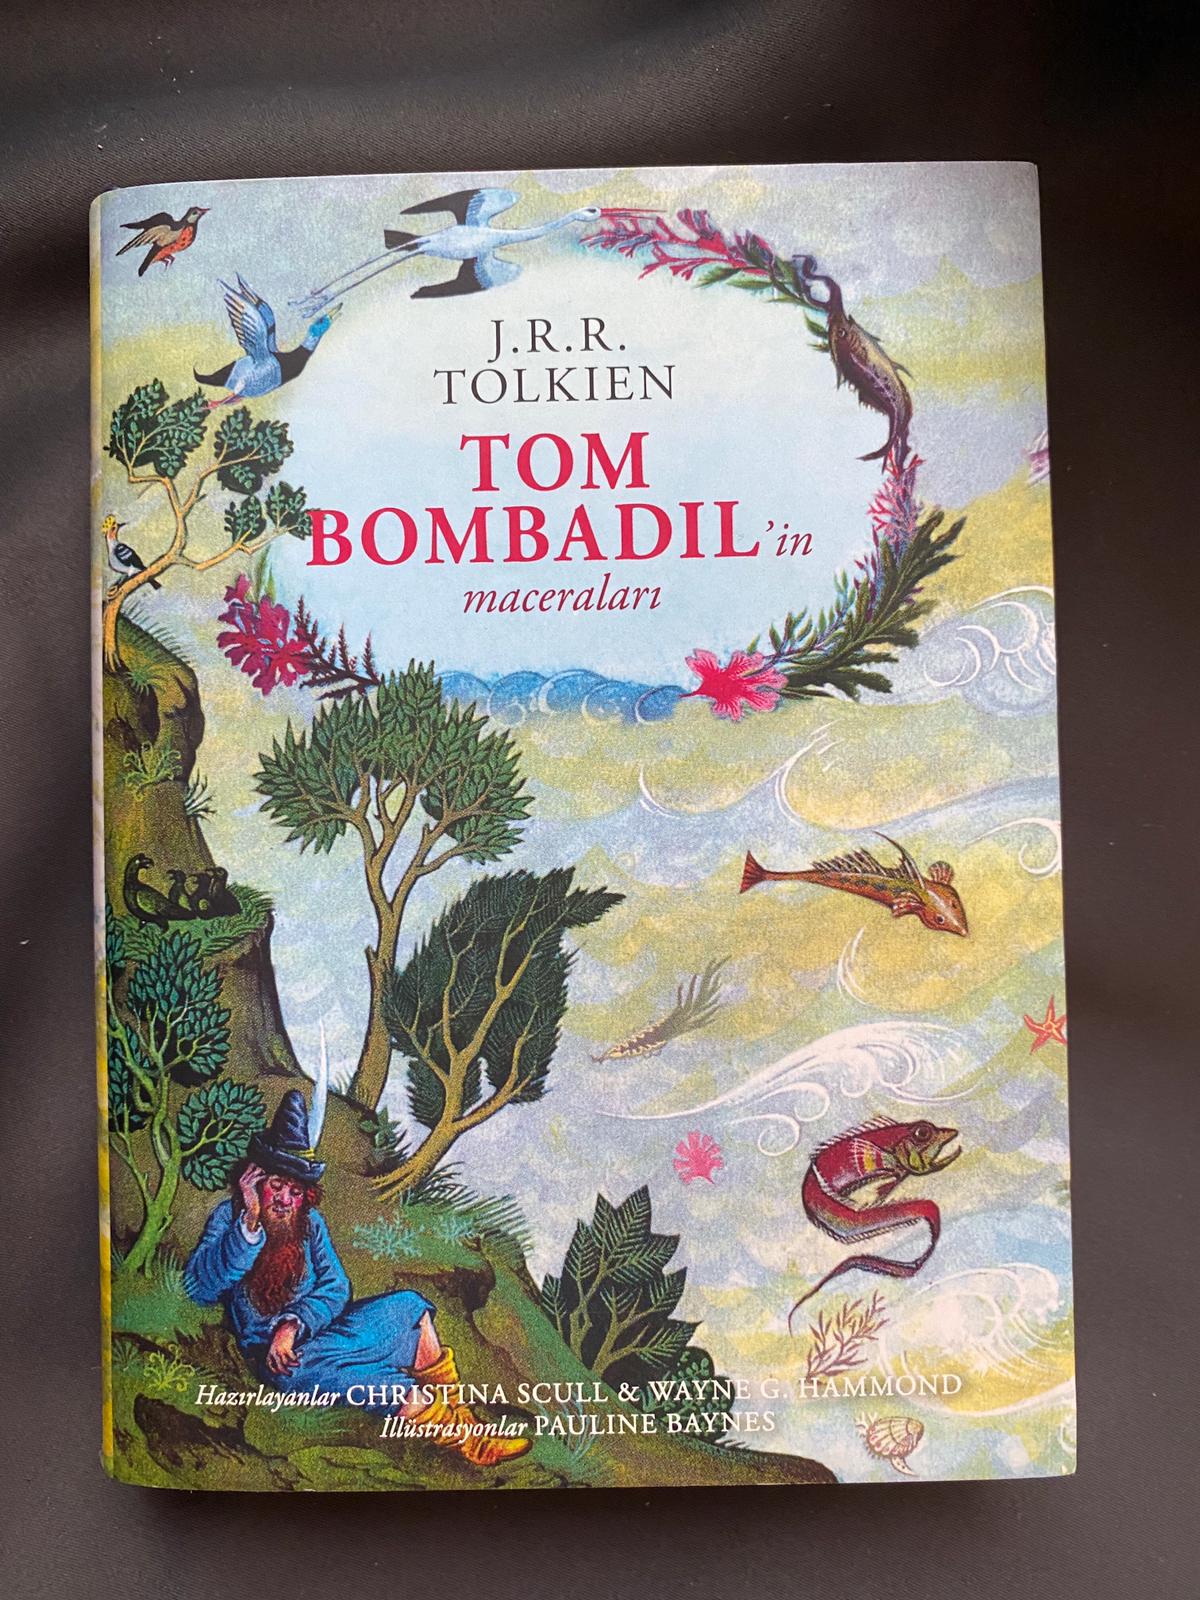 J.R.R.
TOLKIEN
TOM
BOMBADIL'in
maceraları
Hazırlayanlar CHRISTINA SCULL & WAYNE G. HAMMOND
İllüstrasyonlar PAULINE BAYNES